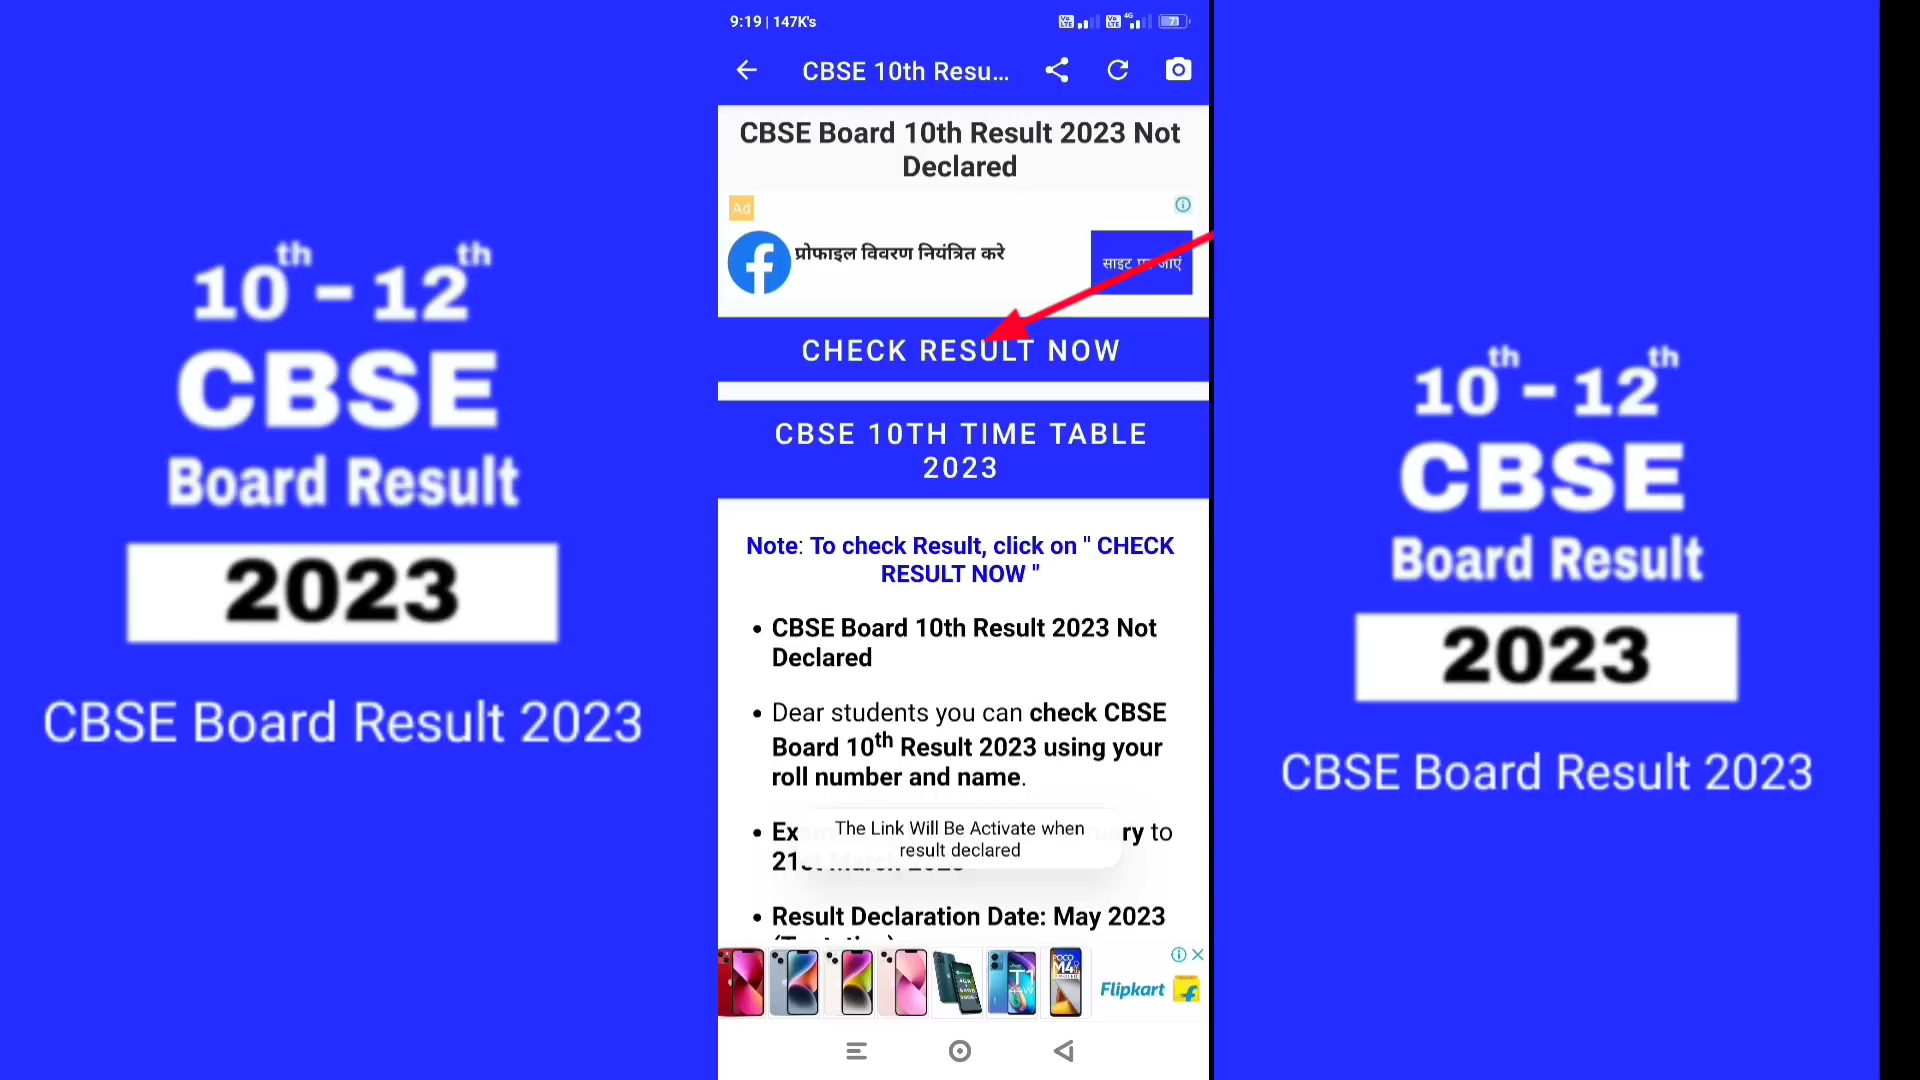 10th - 12th
CBSE
Board Result
2023
CBSE Board Result 2023
9:19 | 147K's
4G
71
CBSE 10th Resu...
CBSE Board 10th Result 2023 Not
Declared
Ad
प्रोफाइल विवरण नियंत्रित करे
साइट पर जाएं
CHECK RESULT NOW
CBSE 10TH TIME TABLE
2023
Note: To check Result, click on " CHECK
RESULT NOW "
• CBSE Board 10th Result 2023 Not
Declared
• Dear students you can check CBSE
Board 10th Result 2023 using your
roll number and name.
The Link Will Be Activate when
result declared
ry to
• Result Declaration Date: May 2023
Flipkart
10th - 12th
CBSE
Board Result
2023
CBSE Board Result 2023